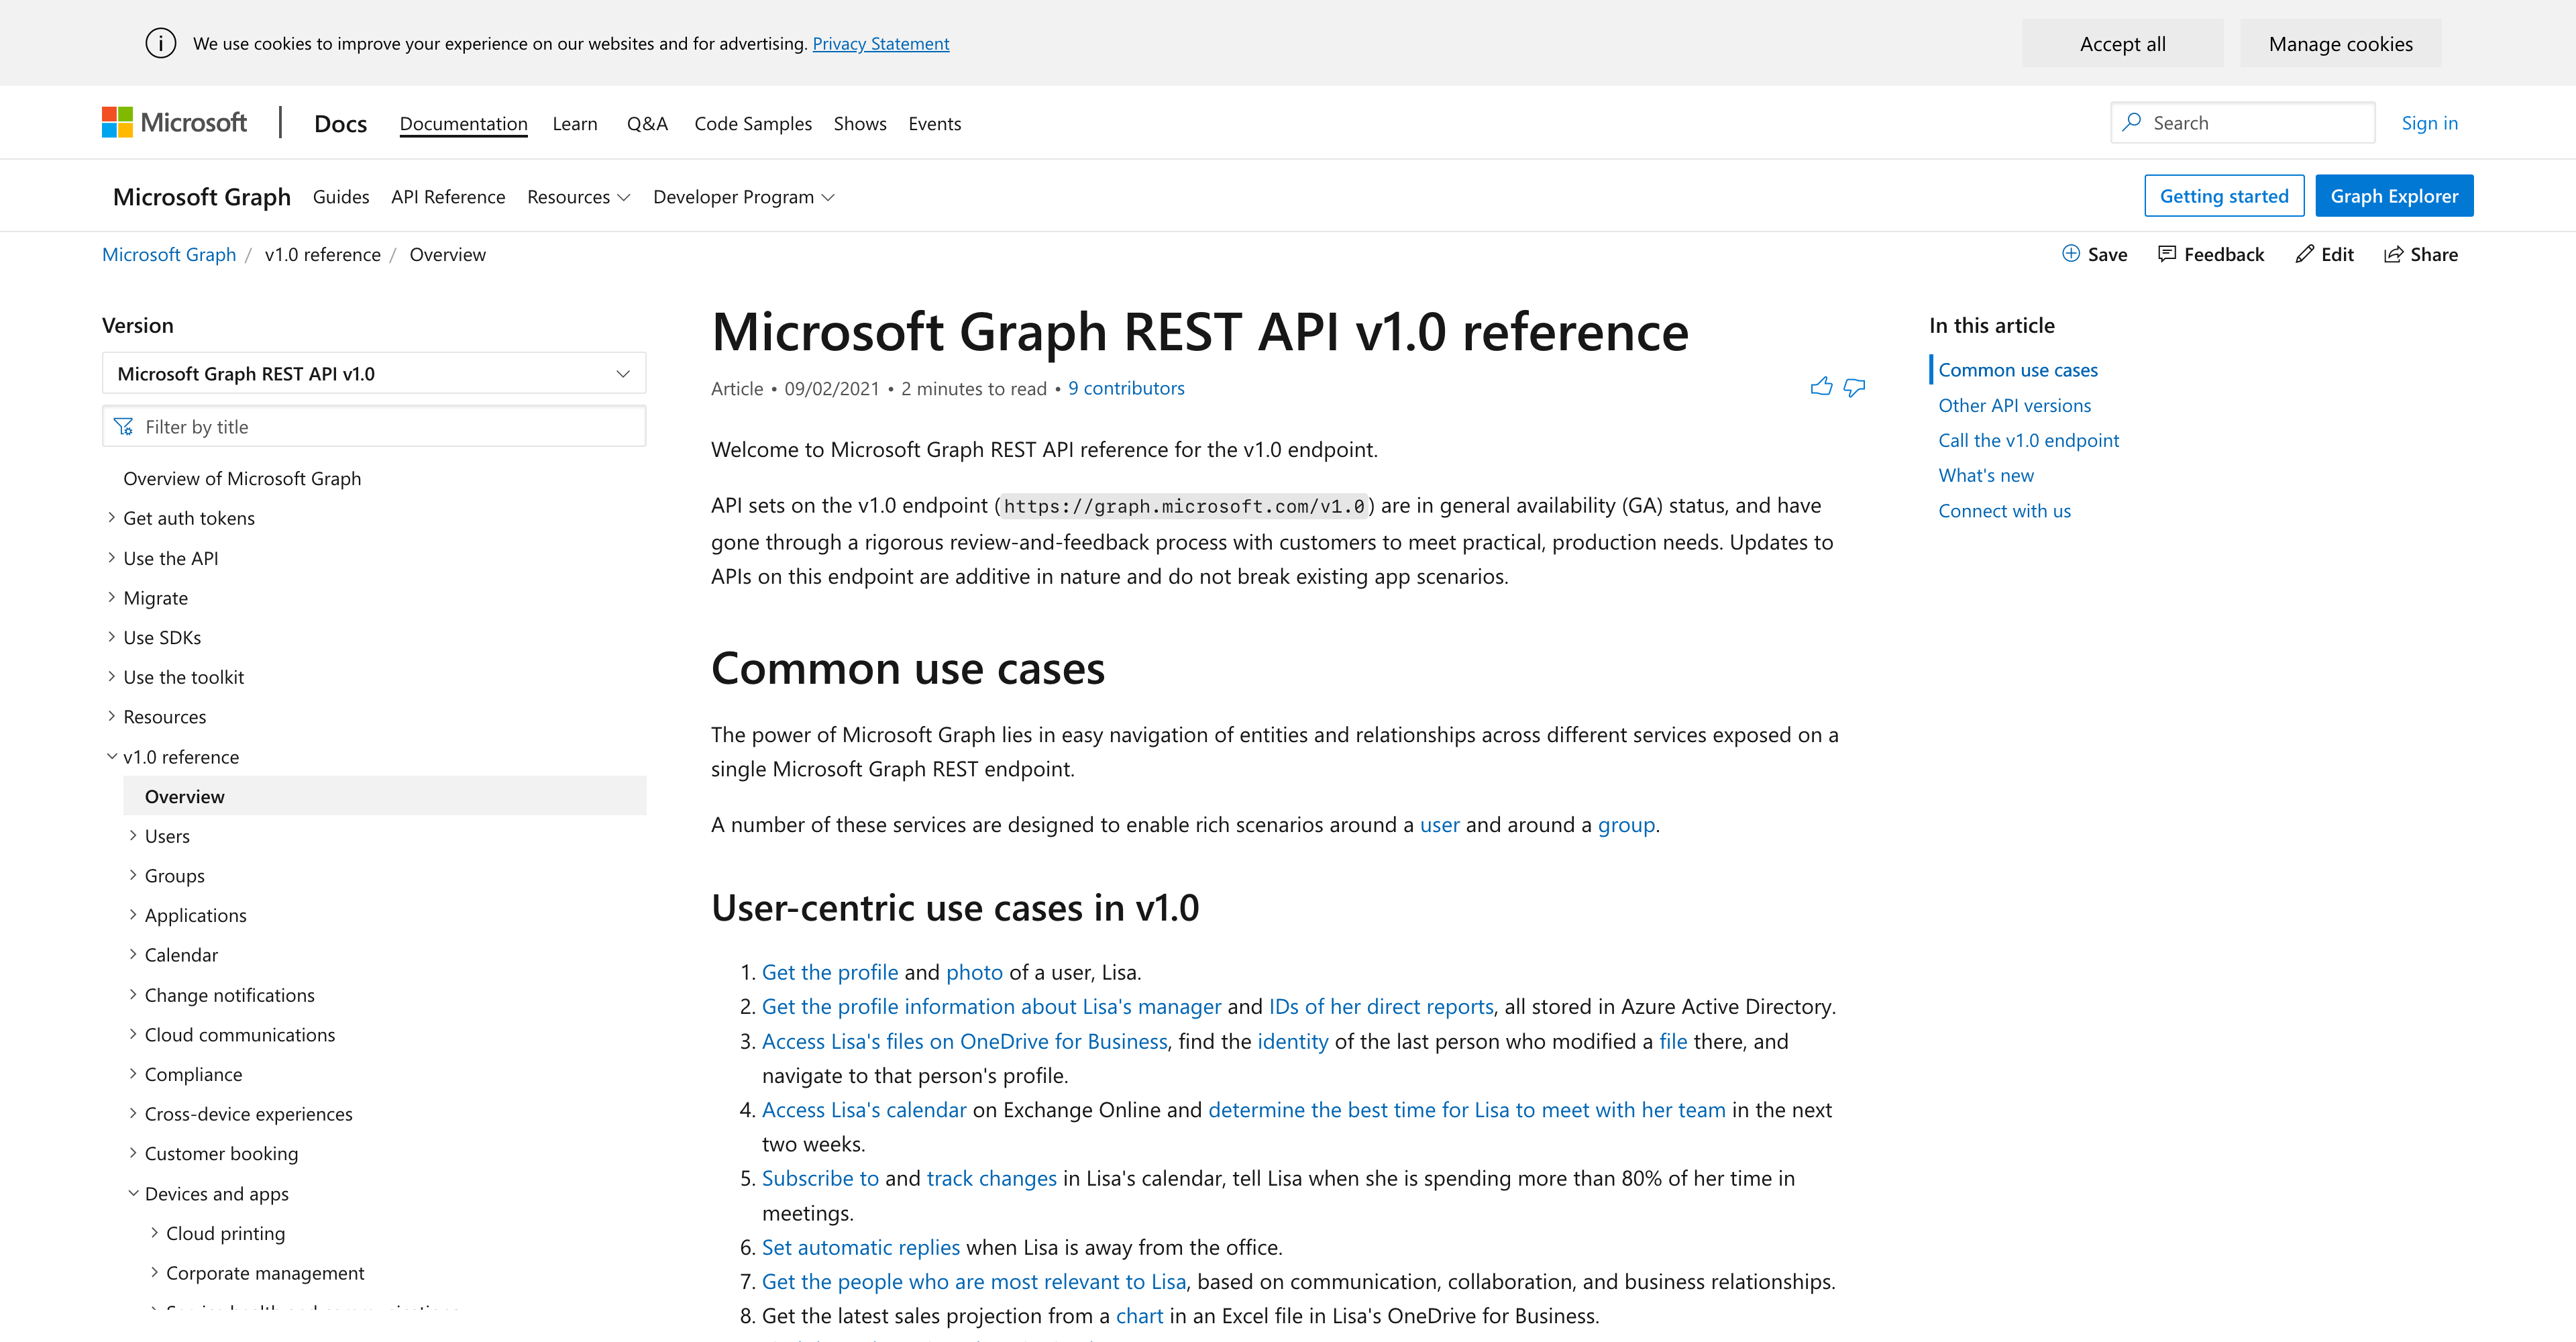 We use cookies to improve your experience on our websites and for advertising. Privacy Statement
Accept all
Manage cookies
Microsoft
Docs
Documentation
Learn
Q&A
Code Samples
Shows
Events
Search
Sign in
Microsoft Graph
Guides
API Reference
Resources
Developer Program
Getting started
Graph Explorer
Microsoft Graph / v1.0 reference / Overview
Save
Feedback
Edit
Share
Version
Microsoft Graph REST API v1.0
Filter by title
Overview of Microsoft Graph
Get auth tokens
Use the API
Migrate
Use SDKs
Use the toolkit
Resources
v1.0 reference
Overview
Users
Groups
Applications
Calendar
Change notifications
Cloud communications
Compliance
Cross-device experiences
Customer booking
Devices and apps
Cloud printing
Corporate management
Microsoft Graph REST API v1.0 reference
Article • 09/02/2021 • 2 minutes to read • 9 contributors
Welcome to Microsoft Graph REST API reference for the v1.0 endpoint.
API sets on the v1.0 endpoint (https://graph.microsoft.com/v1.0) are in general availability (GA) status, and have
gone through a rigorous review-and-feedback process with customers to meet practical, production needs. Updates to
APIs on this endpoint are additive in nature and do not break existing app scenarios.
Common use cases
The power of Microsoft Graph lies in easy navigation of entities and relationships across different services exposed on a
single Microsoft Graph REST endpoint.
A number of these services are designed to enable rich scenarios around a user and around a group.
User-centric use cases in v1.0
1. Get the profile and photo of a user, Lisa.
2. Get the profile information about Lisa's manager and IDs of her direct reports, all stored in Azure Active Directory.
3. Access Lisa's files on OneDrive for Business, find the identity of the last person who modified a file there, and
navigate to that person's profile.
4. Access Lisa's calendar on Exchange Online and determine the best time for Lisa to meet with her team in the next
two weeks.
5. Subscribe to and track changes in Lisa's calendar, tell Lisa when she is spending more than 80% of her time in
meetings.
6. Set automatic replies when Lisa is away from the office.
7. Get the people who are most relevant to Lisa, based on communication, collaboration, and business relationships.
8. Get the latest sales projection from a chart in an Excel file in Lisa's OneDrive for Business.
In this article
Common use cases
Other API versions
Call the v1.0 endpoint
What's new
Connect with us